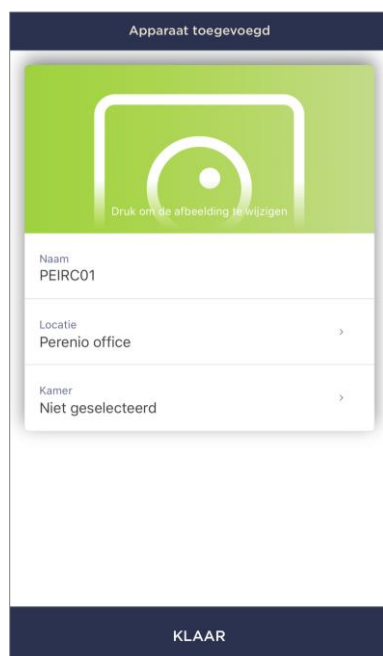 Apparaat toegevoegd
Druk om de afbeelding te wijzigen
Naam
PEIRC01
Locatie
Perenio office
Kamer
Niet geselecteerd
KLAAR